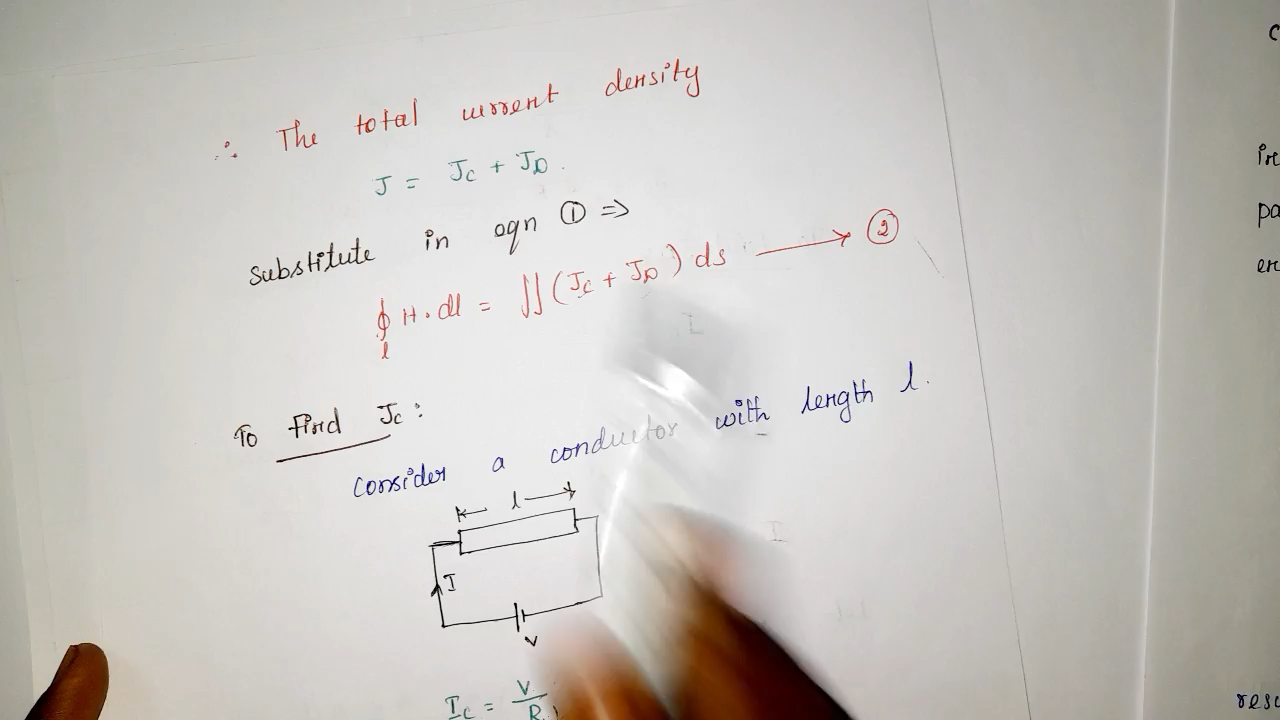 ∴ The total current density
J = Jc + JD.
Substitute in eqn ① ⇒
∮l H. dl = ∬ (Jc + JD) ds → ②
To Find Jc :
Consider a conductor with length l.
l
I
V
Ic = V/R